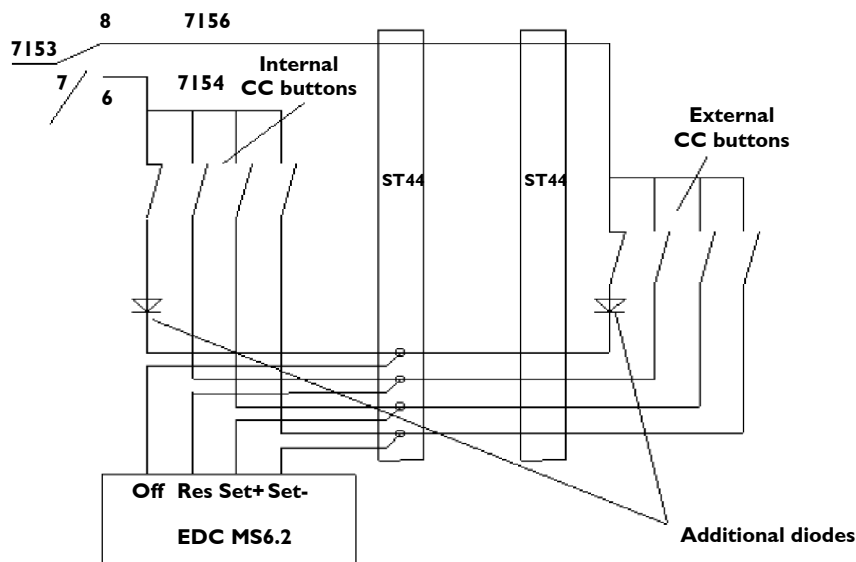 8 7156
7153
Internal
CC buttons
7 6 7154
External
CC buttons
ST44 ST44
Off Res Set+ Set-
EDC MS6.2
Additional diodes